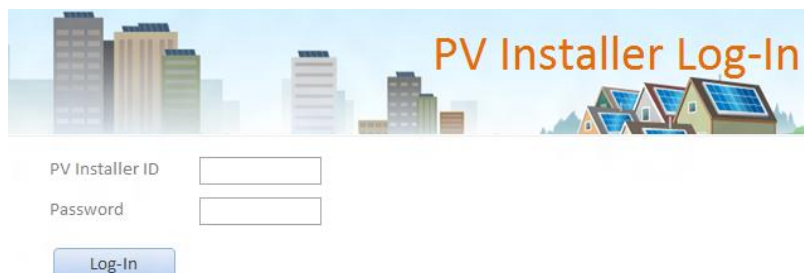 PV Installer Log-In
PV Installer ID
Password
Log-In